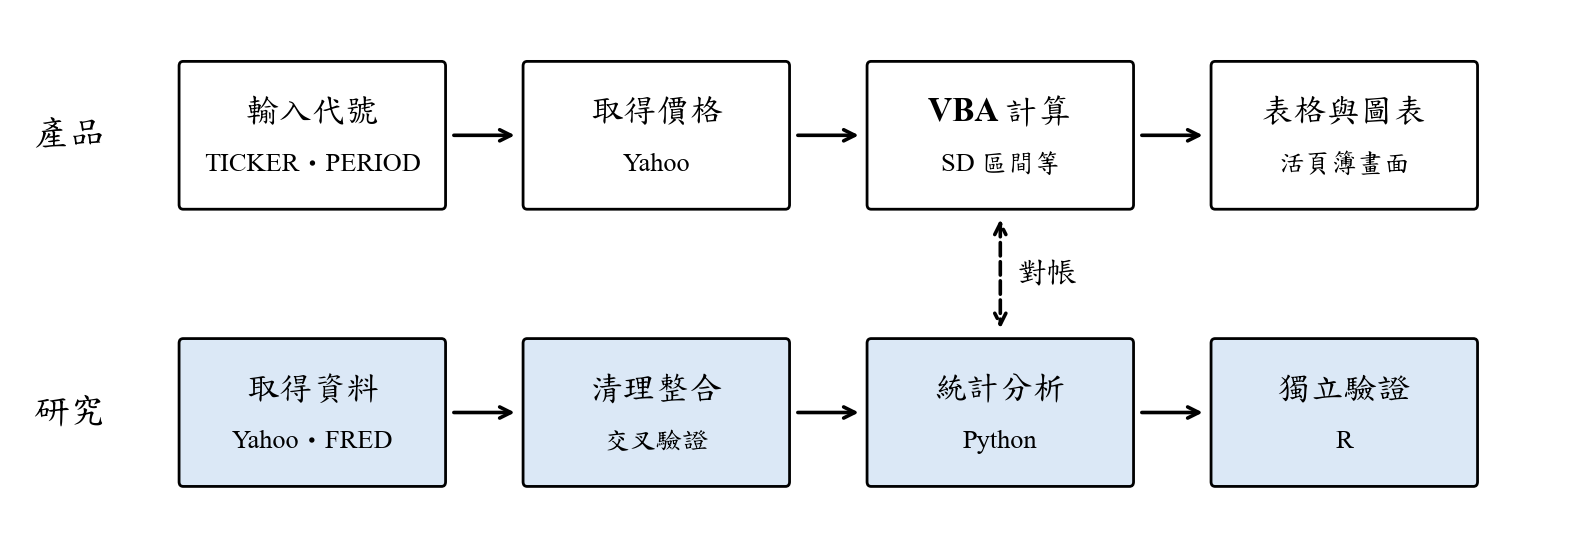 產品
輸入代號
TICKER・PERIOD
取得價格
Yahoo
VBA 計算
SD 區間等
表格與圖表
活頁簿畫面
對帳
研究
取得資料
Yahoo・FRED
清理整合
交叉驗證
統計分析
Python
獨立驗證
R